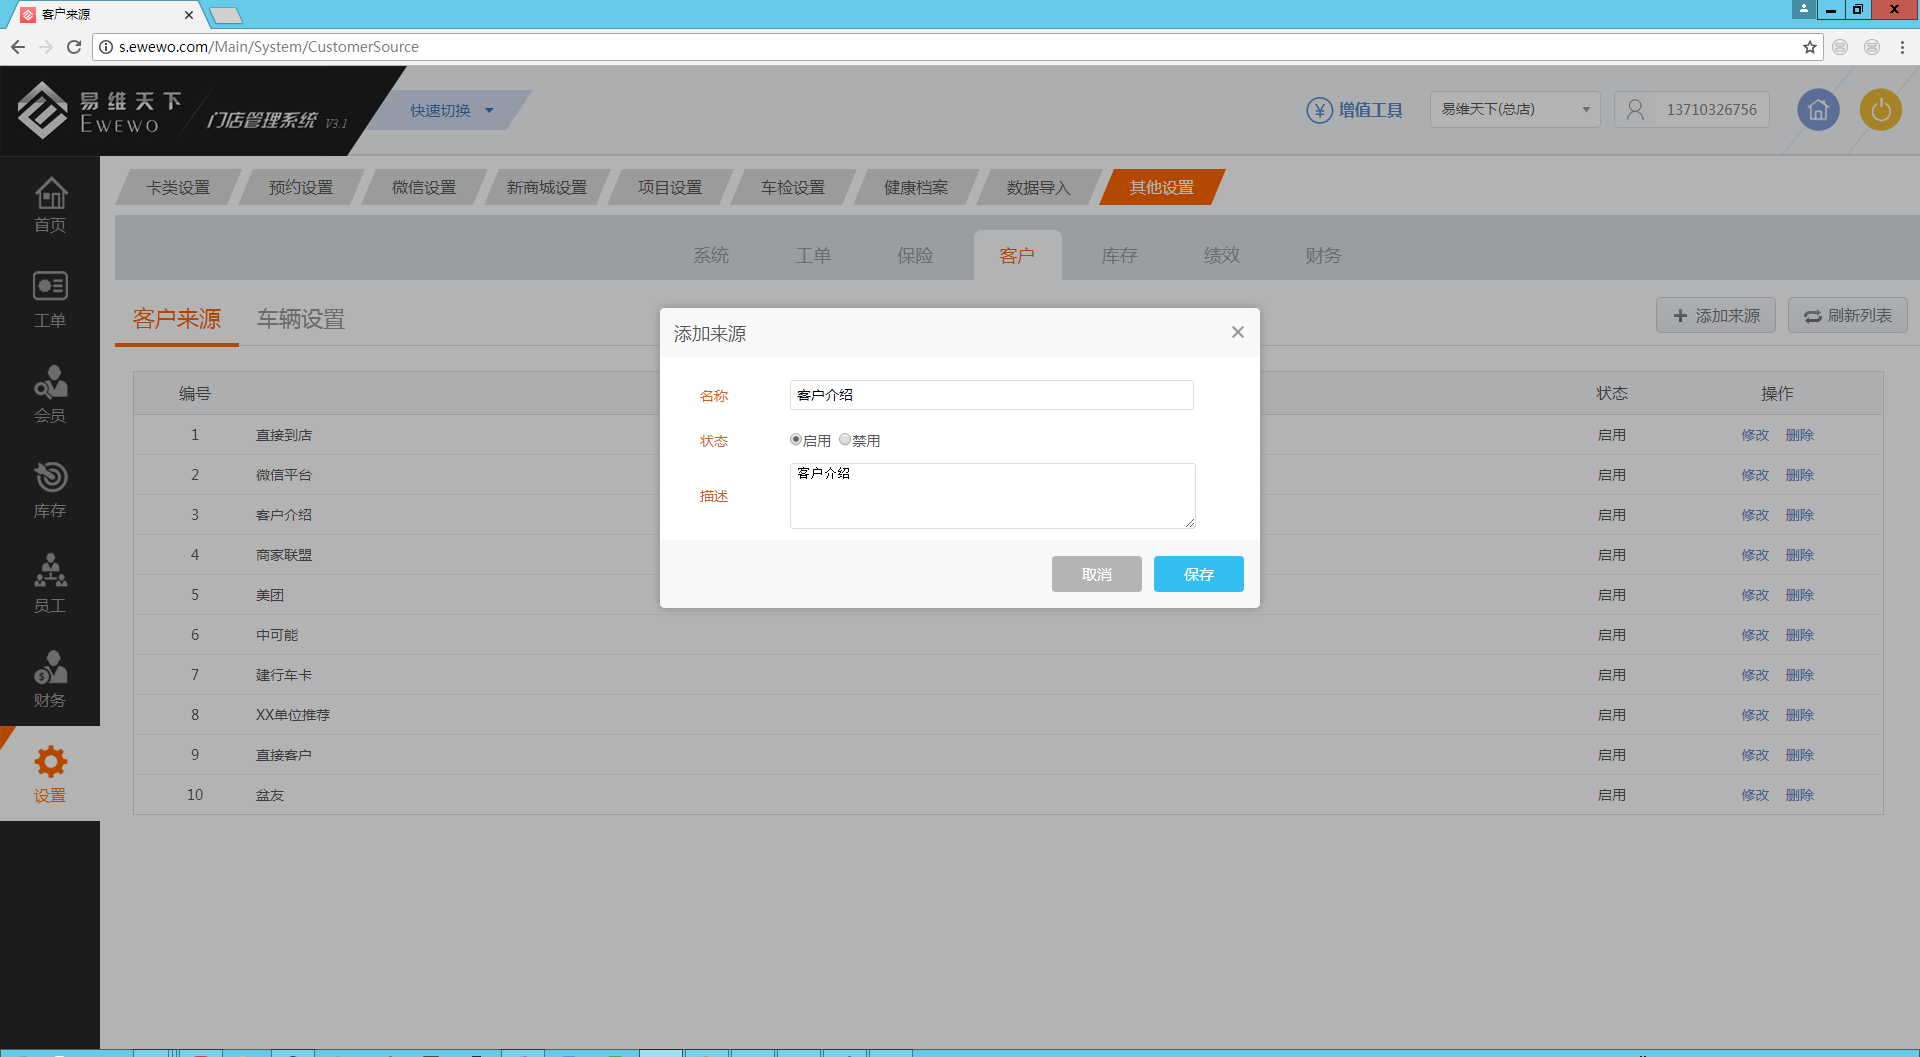 客户来源
s.ewewo.com/Main/System/CustomerSource
易维天下
EWEWO
门店管理系统 V3.1
快速切换
增值工具
易维天下(总店)
13710326756
卡类设置 预约设置 微信设置 新商城设置 项目设置 车检设置 健康档案 数据导入 其他设置
系统 工单 保险 客户 库存 绩效 财务
首页
工单
会员
库存
员工
财务
设置
客户来源 车辆设置
添加来源 刷新列表
编号 状态 操作
1 直接到店 启用 修改 删除
2 微信平台 启用 修改 删除
3 客户介绍 启用 修改 删除
4 商家联盟 启用 修改 删除
5 美团 启用 修改 删除
6 中可能 启用 修改 删除
7 建行车卡 启用 修改 删除
8 XX单位推荐 启用 修改 删除
9 直接客户 启用 修改 删除
10 盆友 启用 修改 删除
添加来源
名称 客户介绍
状态 启用 禁用
描述 客户介绍
取消 保存